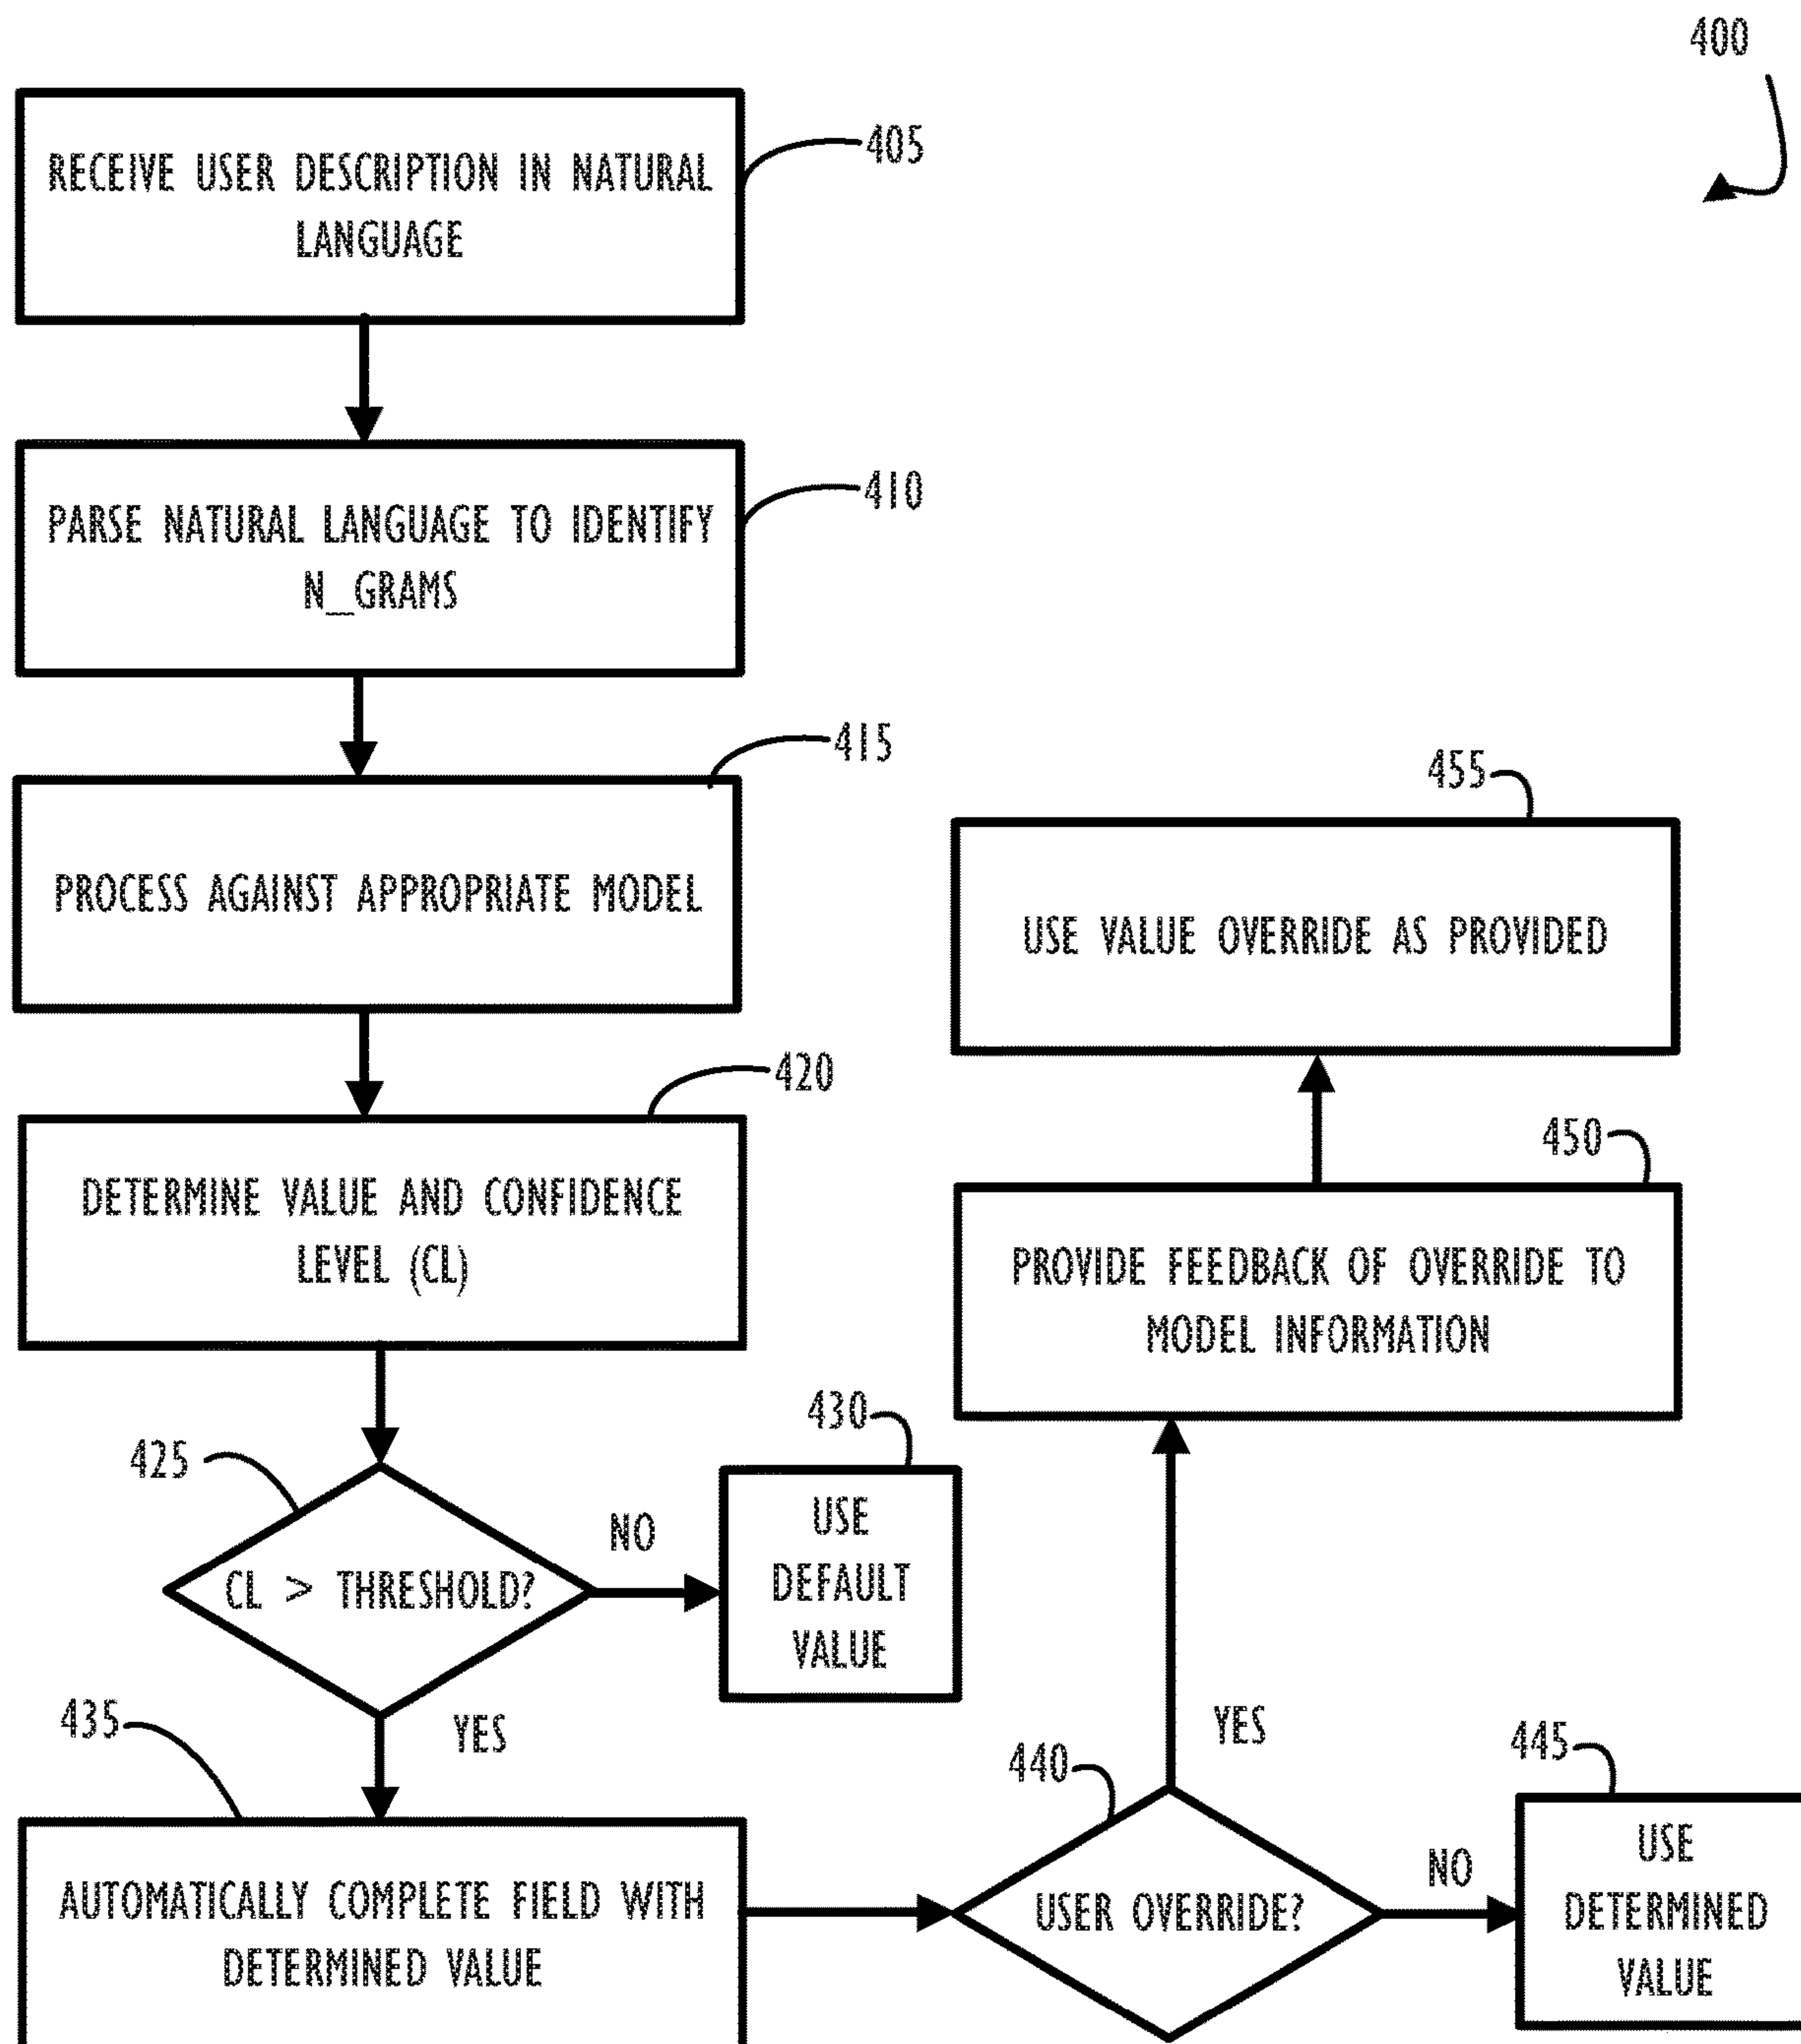 400
RECEIVE USER DESCRIPTION IN NATURAL
LANGUAGE
405
PARSE NATURAL LANGUAGE TO IDENTIFY
N_GRAMS
410
PROCESS AGAINST APPROPRIATE MODEL
415
DETERMINE VALUE AND CONFIDENCE
LEVEL (CL)
420
CL > THRESHOLD?
425
NO
USE
DEFAULT
VALUE
430
YES
AUTOMATICALLY COMPLETE FIELD WITH
DETERMINED VALUE
435
USER OVERRIDE?
440
NO
USE
DETERMINED
VALUE
445
YES
PROVIDE FEEDBACK OF OVERRIDE TO
MODEL INFORMATION
450
USE VALUE OVERRIDE AS PROVIDED
455